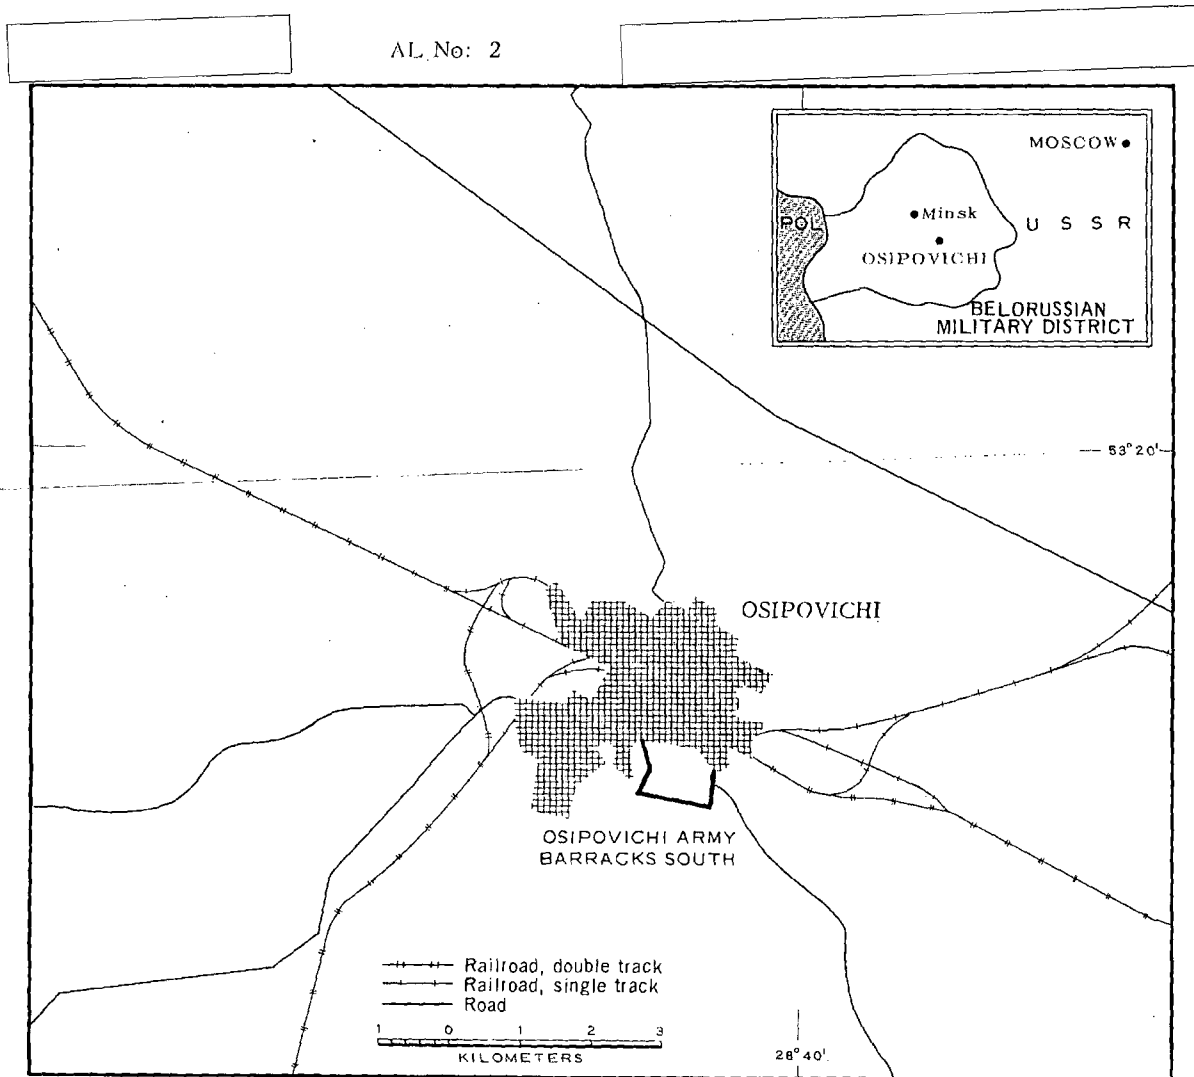 AL No: 2
MOSCOW
Minsk
POL
U S S R
OSIPOVICHI
BELORUSSIAN
MILITARY DISTRICT
53°20'
OSIPOVICHI
OSIPOVICHI ARMY
BARRACKS SOUTH
Railroad, double track
Railroad, single track
Road
1 0 1 2 3
KILOMETERS
28°40'